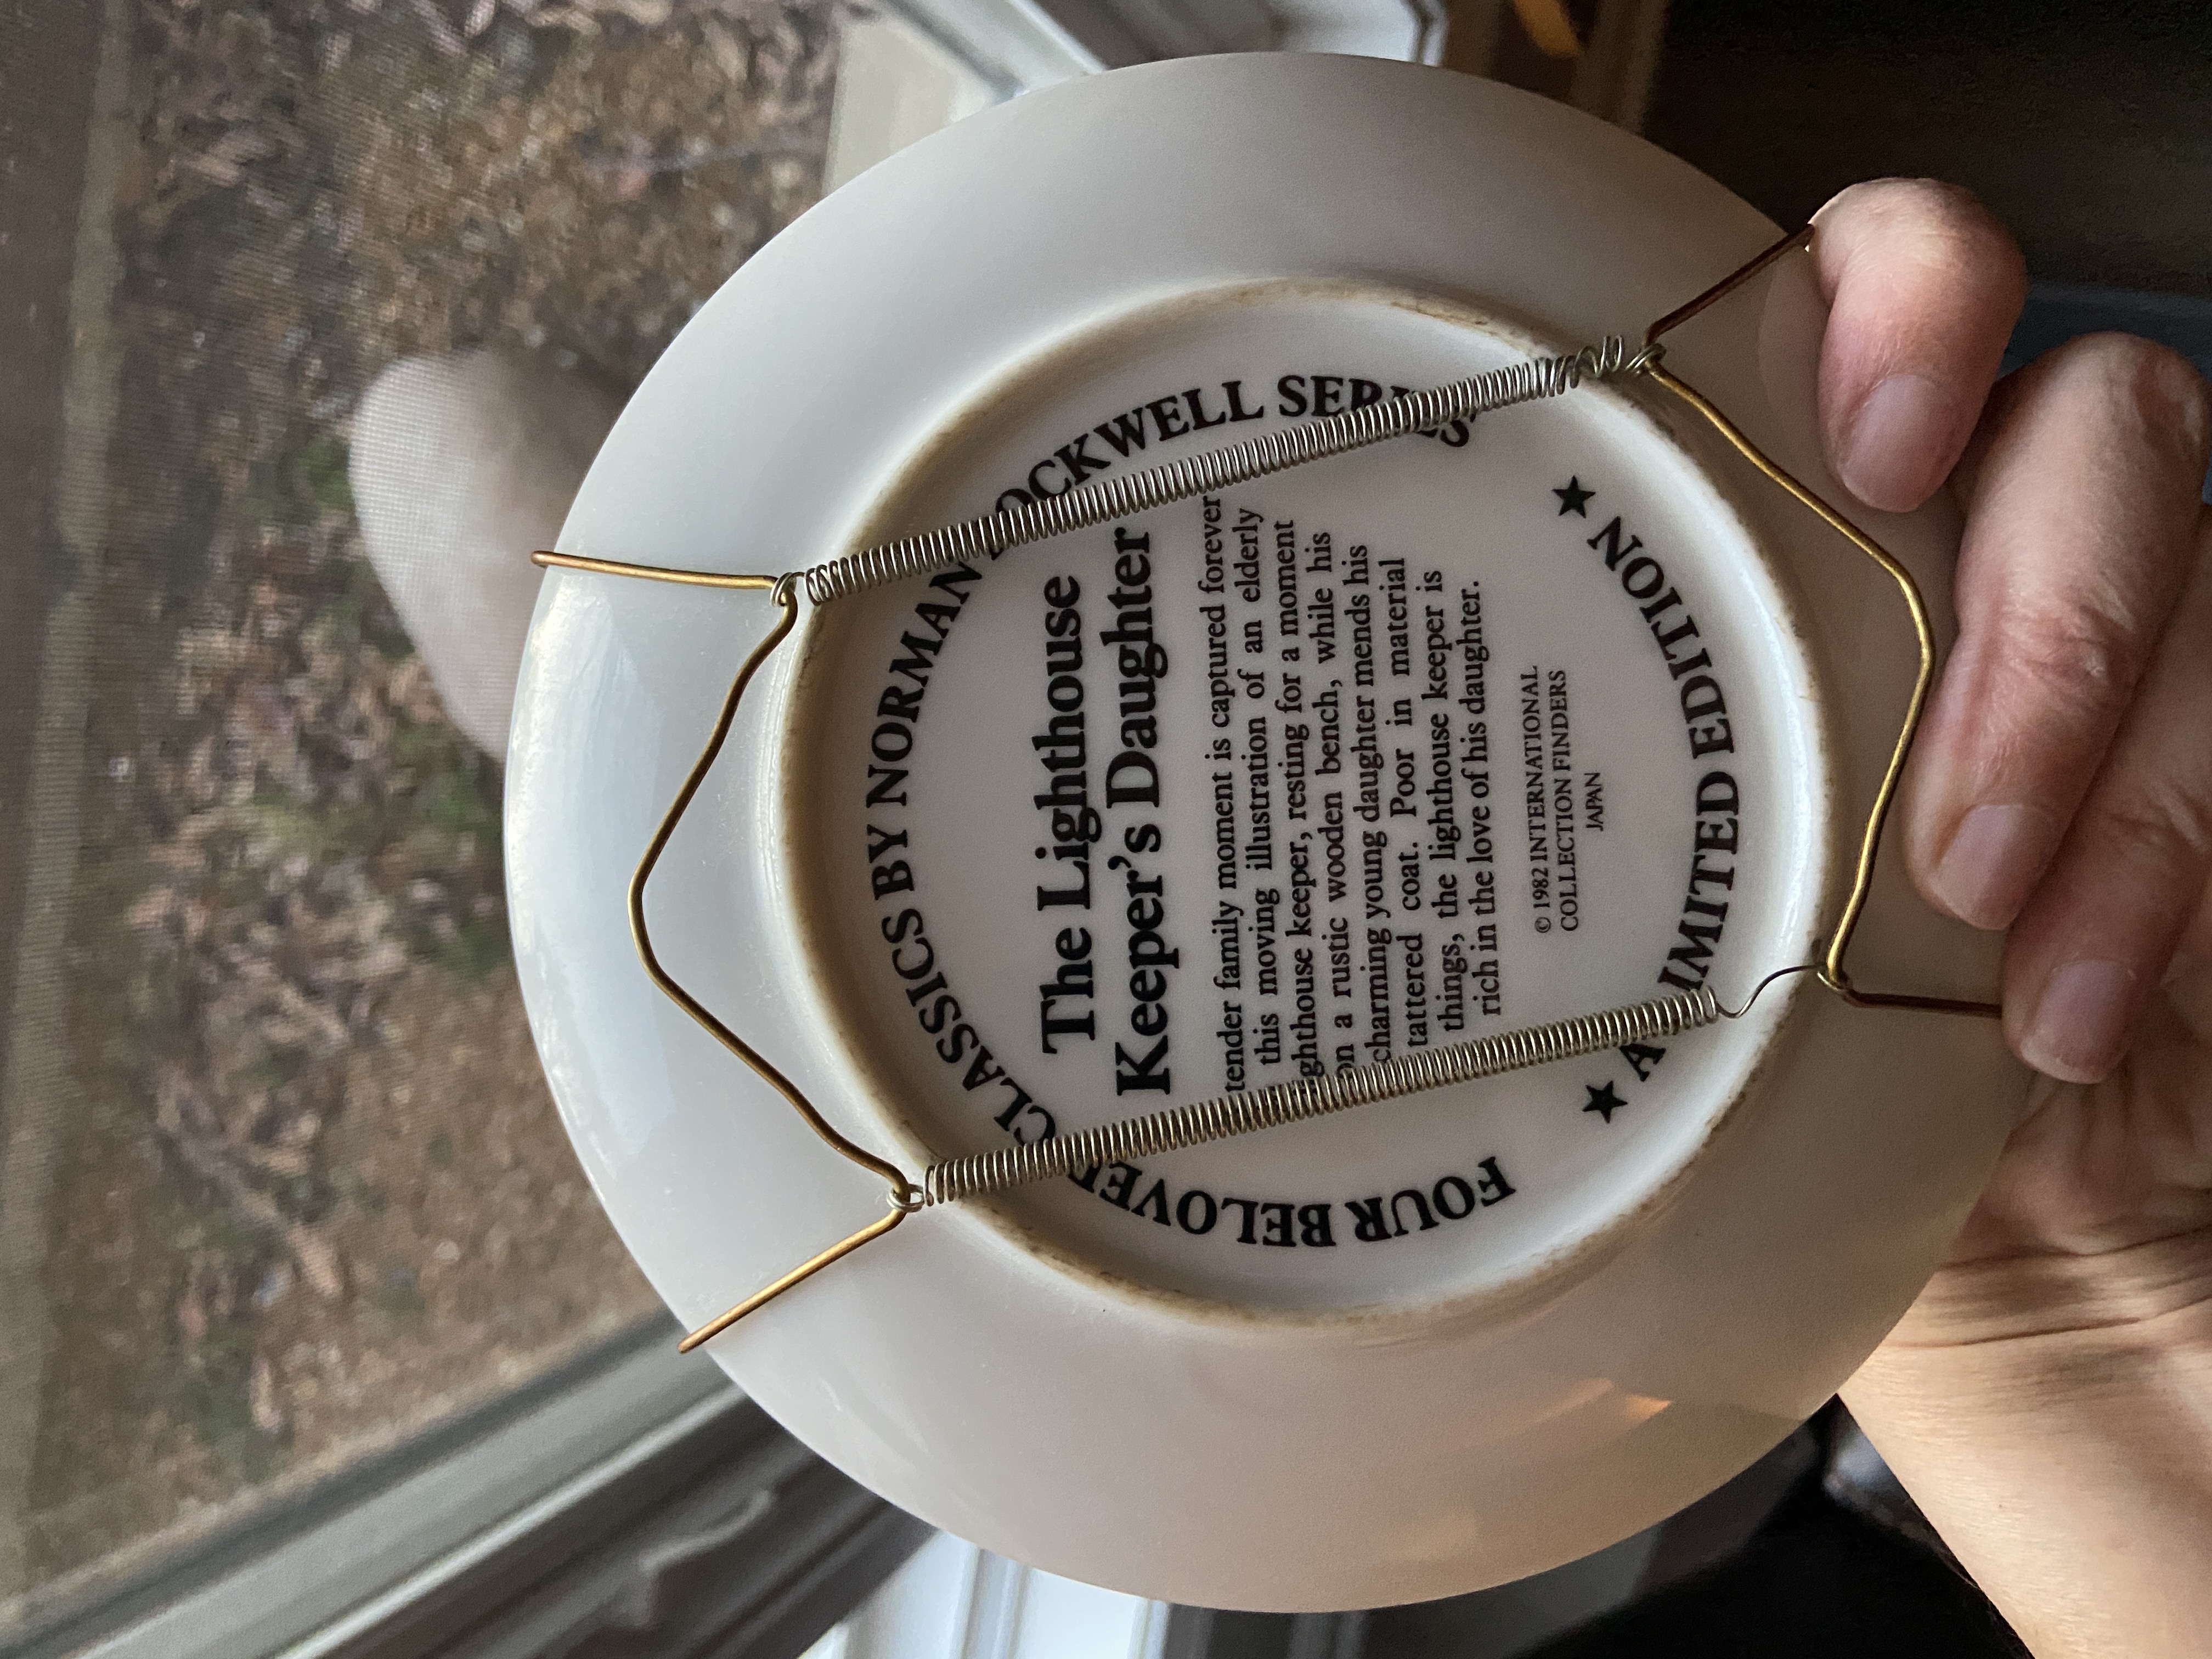 FOUR BELOVED CLASSICS BY NORMAN ROCKWELL SERIES
The Lighthouse
Keeper's Daughter
tender family moment is captured forever
this moving illustration of an elderly
lighthouse keeper, resting for a moment
on a rustic wooden bench, while his
charming young daughter mends his
tattered coat. Poor in material
things, the lighthouse keeper is
rich in the love of his daughter.
© 1982 INTERNATIONAL
COLLECTION FINDERS
JAPAN
★ A LIMITED EDITION ★